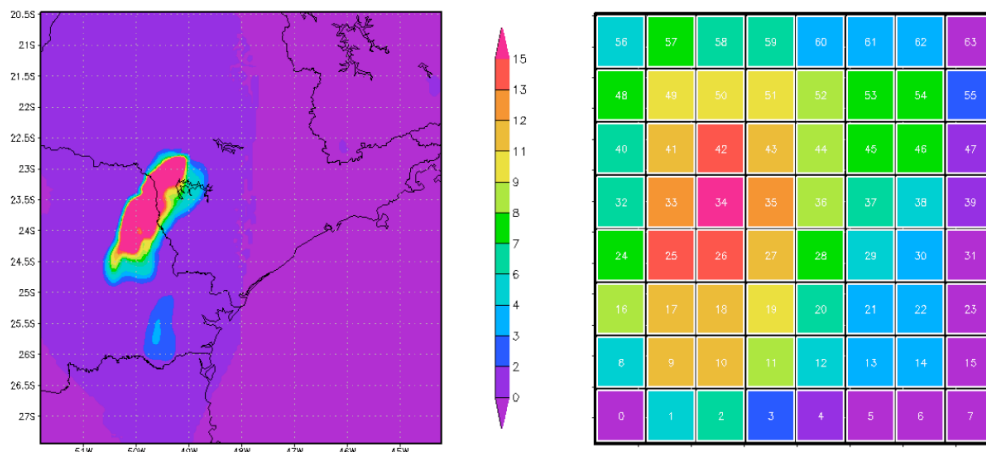 20.5S
21S
21.5S
22S
22.5S
23S
23.5S
24S
24.5S
25S
25.5S
26S
26.5S
27S
51W 50W 49W 48W 47W 46W 45W
15
13
12
11
9
8
7
6
4
3
2
0
56 57 58 59 60 61 62 63
48 49 50 51 52 53 54 55
40 41 42 43 44 45 46 47
32 33 34 35 36 37 38 39
24 25 26 27 28 29 30 31
16 17 18 19 20 21 22 23
8 9 10 11 12 13 14 15
0 1 2 3 4 5 6 7